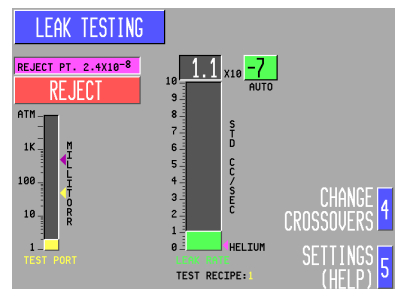 LEAK TESTING
REJECT PT. 2.4X10-8
REJECT
1.1 X10 -7
AUTO
ATM
1K
100
10
1
MILLITORR
TEST PORT
10
9
8
7
6
5
4
3
2
1
0
STD CC/SEC
HELIUM
LEAK RATE
TEST RECIPE:1
CHANGE
CROSSOVERS 4
SETTINGS
(HELP) 5